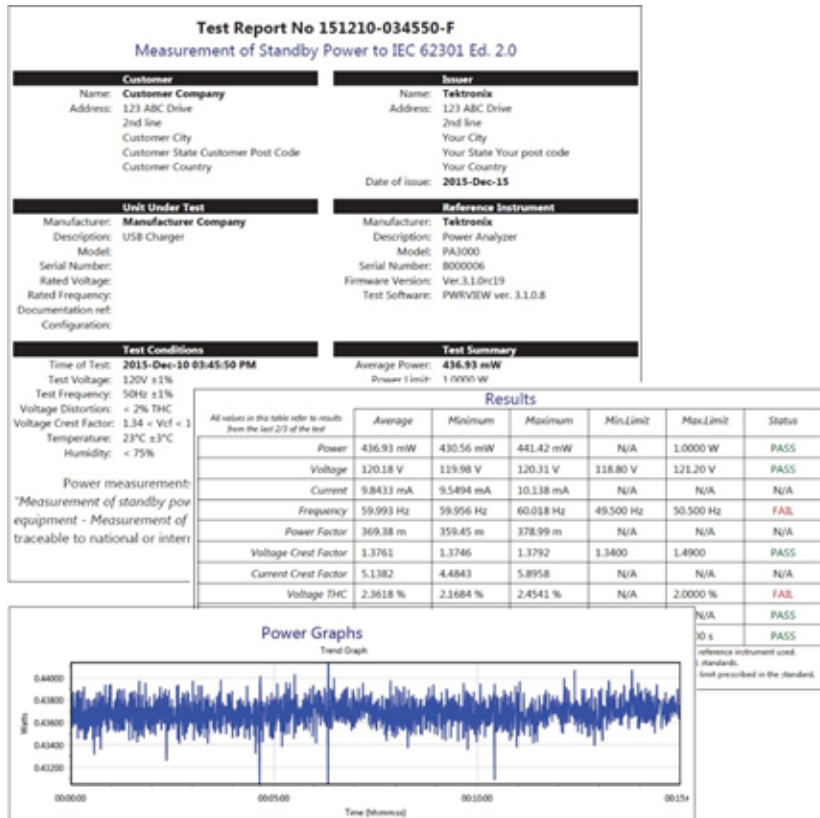 Test Report No 151210-034550-F
Measurement of Standby Power to IEC 62301 Ed. 2.0
Customer
Name: Customer Company
Address: 123 ABC Drive
2nd line
Customer City
Customer State Customer Post Code
Customer Country
Issuer
Name: Tektronix
Address: 123 ABC Drive
2nd line
Your City
Your State Your post code
Your Country
Date of issue: 2015-Dec-15
Unit Under Test
Manufacturer: Manufacturer Company
Description: USB Charger
Model:
Serial Number:
Rated Voltage:
Rated Frequency:
Documentation ref:
Configuration:
Reference Instrument
Manufacturer: Tektronix
Description: Power Analyzer
Model: PA3000
Serial Number: B000006
Firmware Version: Ver.3.1.0rc19
Test Software: PWRVIEW ver. 3.1.0.8
Test Conditions
Time of Test: 2015-Dec-10 03:45:50 PM
Test Voltage: 120V ±1%
Test Frequency: 50Hz ±1%
Voltage Distortion: < 2% THC
Voltage Crest Factor: 1.34 < Vcf < 1
Temperature: 23°C ±3°C
Humidity: < 75%
Test Summary
Average Power: 436.93 mW
Power Limit: 1.0000 W
Power measurement
"Measurement of standby pow
equipment - Measurement of
traceable to national or intern
Results
All values in this table refer to results
from the last 2/3 of the test
Average Minimum Maximum Min.Limit Max.Limit Status
Power 436.93 mW 430.56 mW 441.42 mW N/A 1.0000 W PASS
Voltage 120.18 V 119.98 V 120.31 V 118.80 V 121.20 V PASS
Current 9.8433 mA 9.5494 mA 10.138 mA N/A N/A N/A
Frequency 59.993 Hz 59.956 Hz 60.018 Hz 49.500 Hz 50.500 Hz FAIL
Power Factor 369.38 m 359.45 m 378.99 m N/A N/A N/A
Voltage Crest Factor 1.3761 1.3746 1.3792 1.3400 1.4900 PASS
Current Crest Factor 5.1382 4.4843 5.8958 N/A N/A N/A
Voltage THC 2.3618 % 2.1684 % 2.4541 % N/A 2.0000 % FAIL
N/A PASS
00 s PASS
reference instrument used.
standards.
limit prescribed in the standard.
Power Graphs
Trend Graph
Watts
0.44000
0.43800
0.43600
0.43400
0.43200
00:00:00 00:05:00 00:10:00 00:15:
Time (hh:mm:ss)